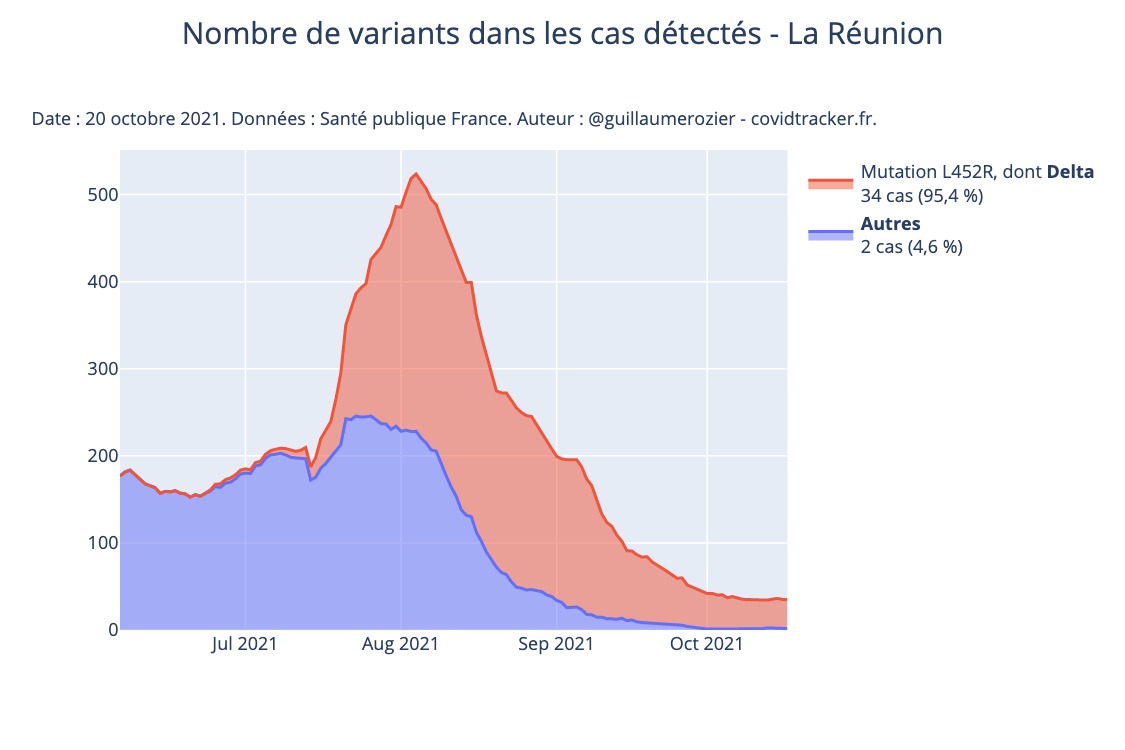 Nombre de variants dans les cas détectés - La Réunion
Date : 20 octobre 2021. Données : Santé publique France. Auteur : @guillaumerozier - covidtracker.fr.
Mutation L452R, dont Delta
34 cas (95,4 %)
Autres
2 cas (4,6 %)
500
400
300
200
100
0
Jul 2021
Aug 2021
Sep 2021
Oct 2021